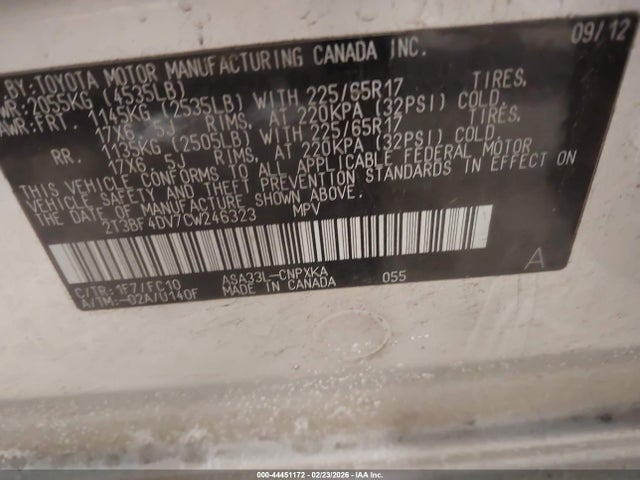 BY:TOYOTA MOTOR MANUFACTURING CANADA INC. 09/12
WR:2055KG (4535LB)
AWR:FRT. 1145KG (2535LB) WITH 225/65R17 TIRES,
17X6.5J RIMS, AT 220KPA (32PSI) COLD.
RR. 1135KG (2505LB) WITH 225/65R17 TIRES,
17X6.5J RIMS, AT 220KPA (32PSI) COLD.
THIS VEHICLE CONFORMS TO ALL APPLICABLE FEDERAL MOTOR
VEHICLE SAFETY AND THEFT PREVENTION STANDARDS IN EFFECT ON
THE DATE OF MANUFACTURE SHOWN ABOVE.
2T3BF4DV7CW246323 MPV
C/TR:1F7/FC10 ASA33L-CNPXKA 055 A
A/TM:-02A/U140F MADE IN CANADA
000-44451172 - 02/23/2026 - IAA Inc.